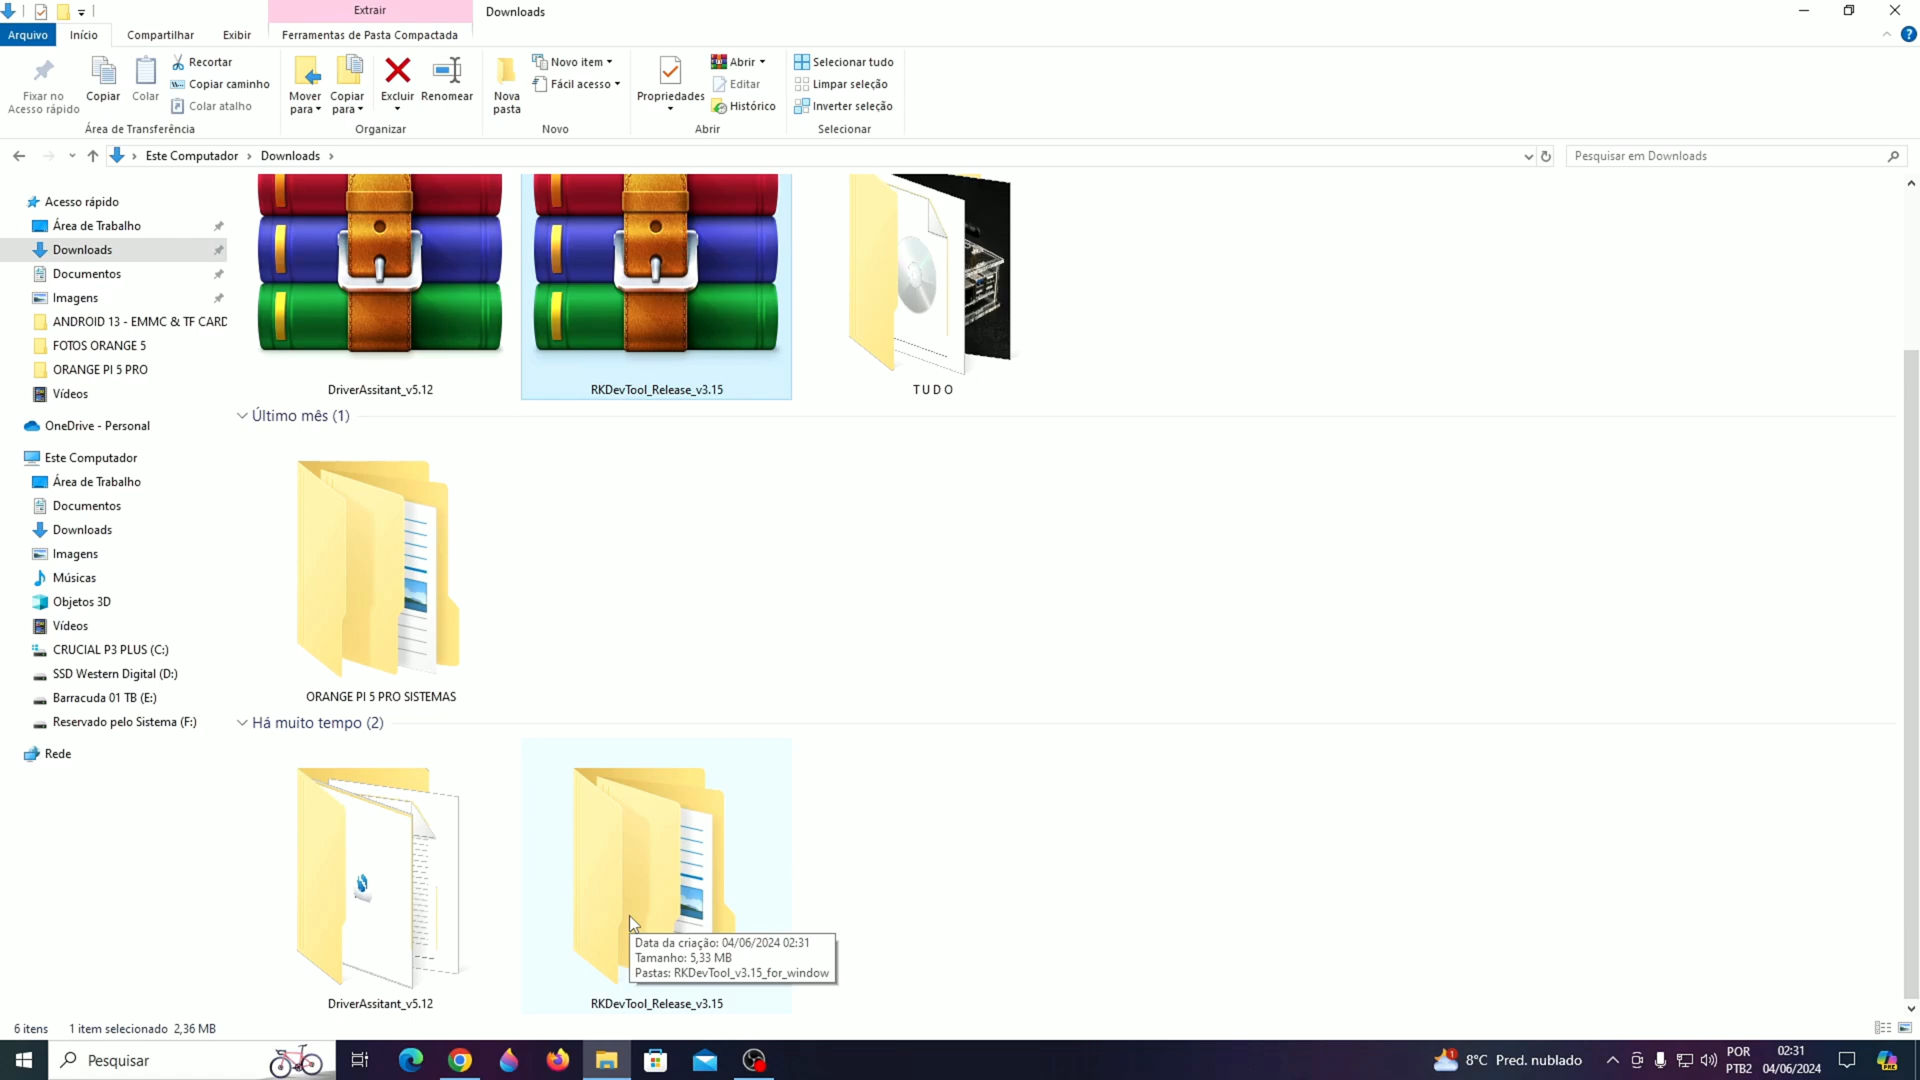 Extrair
Downloads
Arquivo
Início
Compartilhar
Exibir
Ferramentas de Pasta Compactada
Fixar no
Acesso rápido
Copiar
Colar
Recortar
Copiar caminho
Colar atalho
Área de Transferência
Mover
para
Copiar
para
Excluir
Renomear
Organizar
Nova
pasta
Novo item
Fácil acesso
Novo
Propriedades
Abrir
Editar
Histórico
Abrir
Selecionar tudo
Limpar seleção
Inverter seleção
Selecionar
Este Computador
Downloads
Pesquisar em Downloads
Acesso rápido
Área de Trabalho
Downloads
Documentos
Imagens
ANDROID 13 - EMMC & TF CARD
FOTOS ORANGE 5
ORANGE PI 5 PRO
Vídeos
OneDrive - Personal
Este Computador
Área de Trabalho
Documentos
Downloads
Imagens
Músicas
Objetos 3D
Vídeos
CRUCIAL P3 PLUS (C:)
SSD Western Digital (D:)
Barracuda 01 TB (E:)
Reservado pelo Sistema (F:)
Rede
DriverAssitant_v5.12
RKDevTool_Release_v3.15
T U D O
Último mês (1)
ORANGE PI 5 PRO SISTEMAS
Há muito tempo (2)
Data da criação: 04/06/2024 02:31
Tamanho: 5,33 MB
Pastas: RKDevTool_v3.15_for_window
DriverAssitant_v5.12
RKDevTool_Release_v3.15
6 itens
1 item selecionado 2,36 MB
Pesquisar
1
8°C Pred. nublado
POR
PTB2
02:31
04/06/2024
PRE